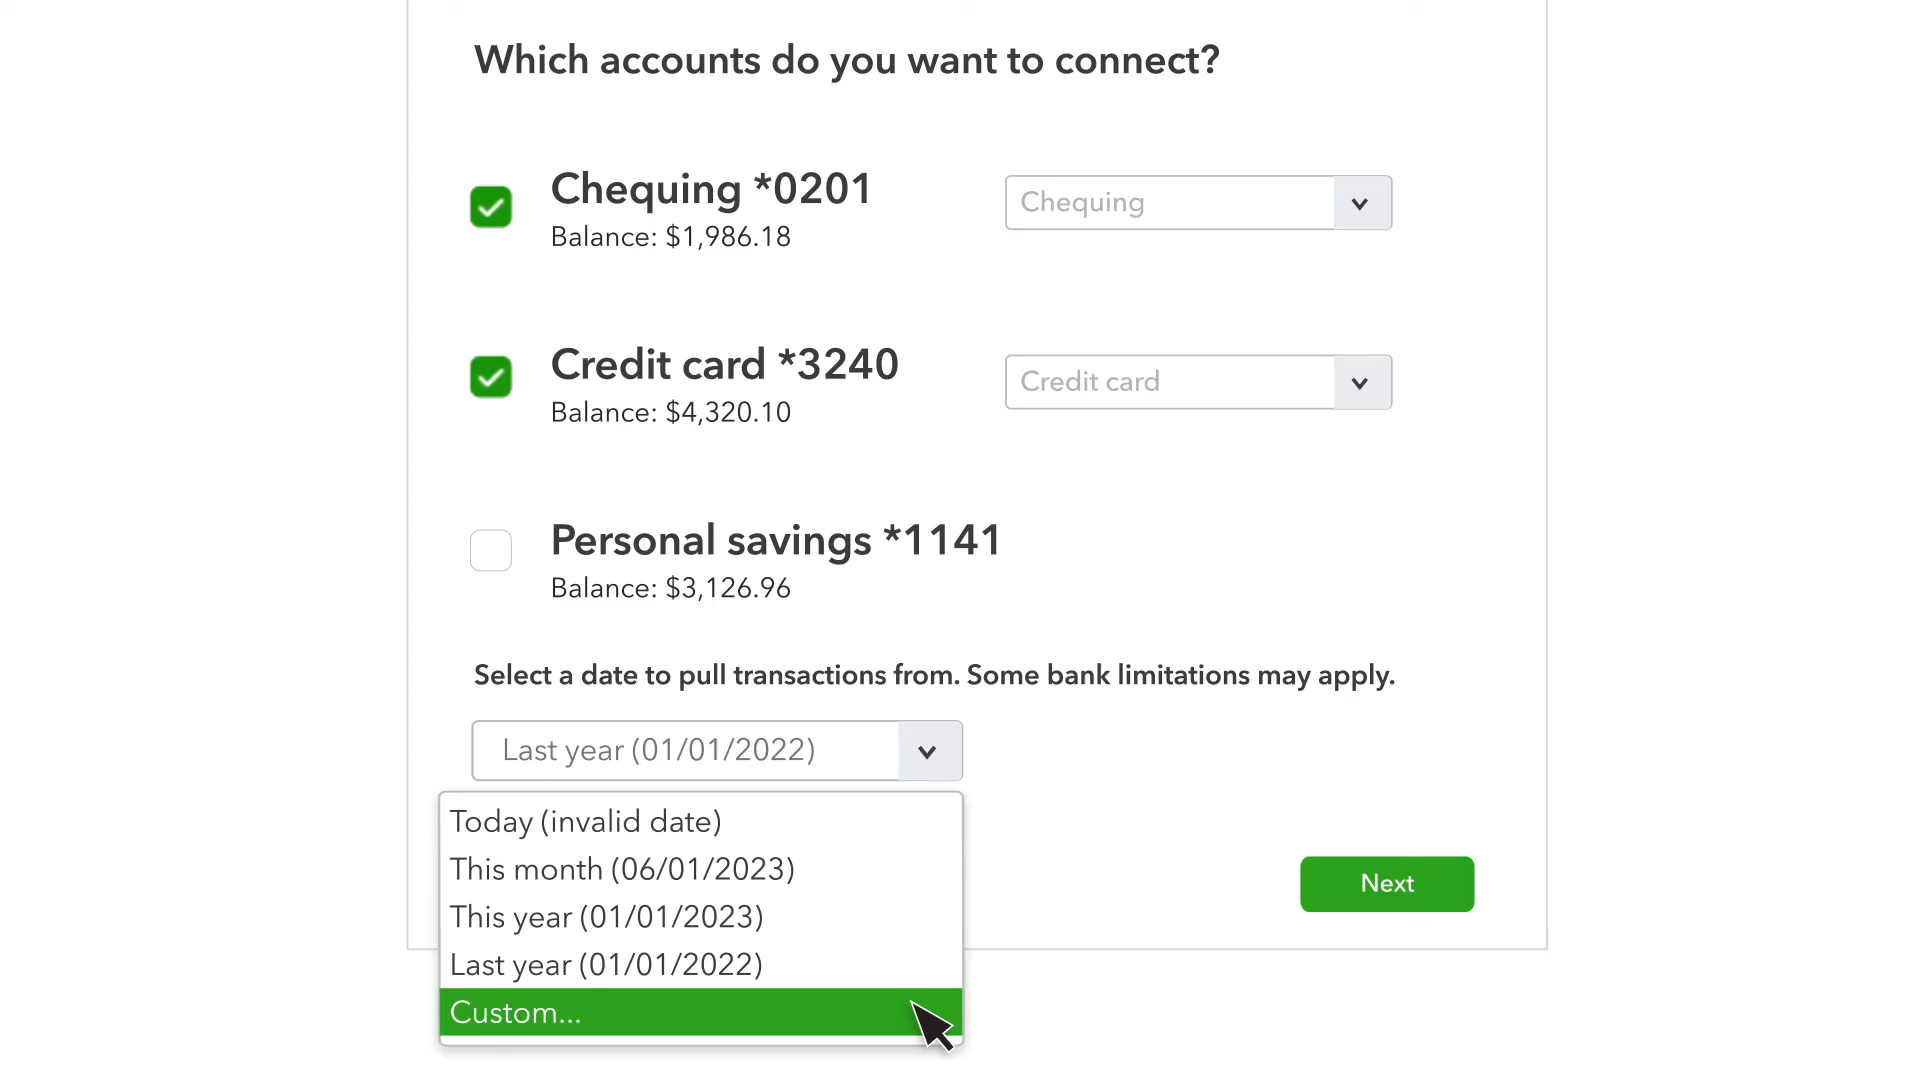 Which accounts do you want to connect?
Chequing *0201
Chequing
Balance: $1,986.18
Credit card *3240
Credit card
Balance: $4,320.10
Personal savings *1141
Balance: $3,126.96
Select a date to pull transactions from. Some bank limitations may apply.
Last year (01/01/2022)
Today (invalid date)
This month (06/01/2023)
This year (01/01/2023)
Last year (01/01/2022)
Custom...
Next